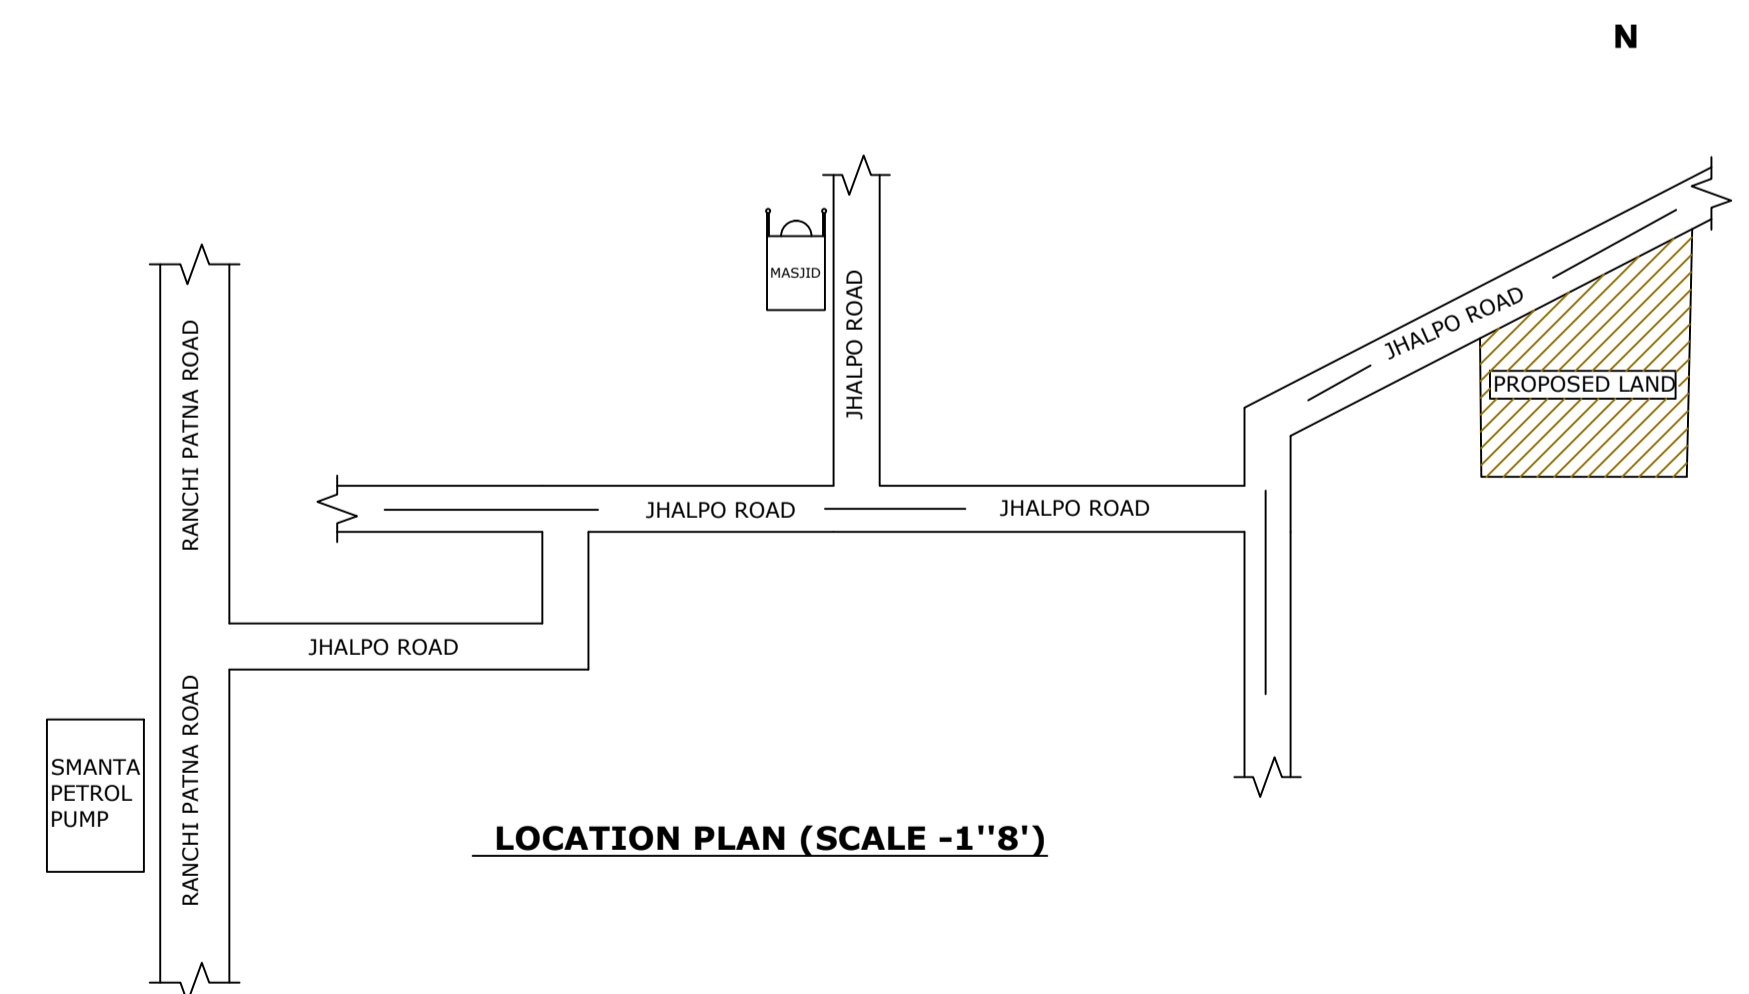 N
MASJID
JHALPO ROAD
RANCHI PATNA ROAD
JHALPO ROAD
PROPOSED LAND
JHALPO ROAD
JHALPO ROAD
JHALPO ROAD
RANCHI PATNA ROAD
SMANTA
PETROL
PUMP
LOCATION PLAN (SCALE -1''8')